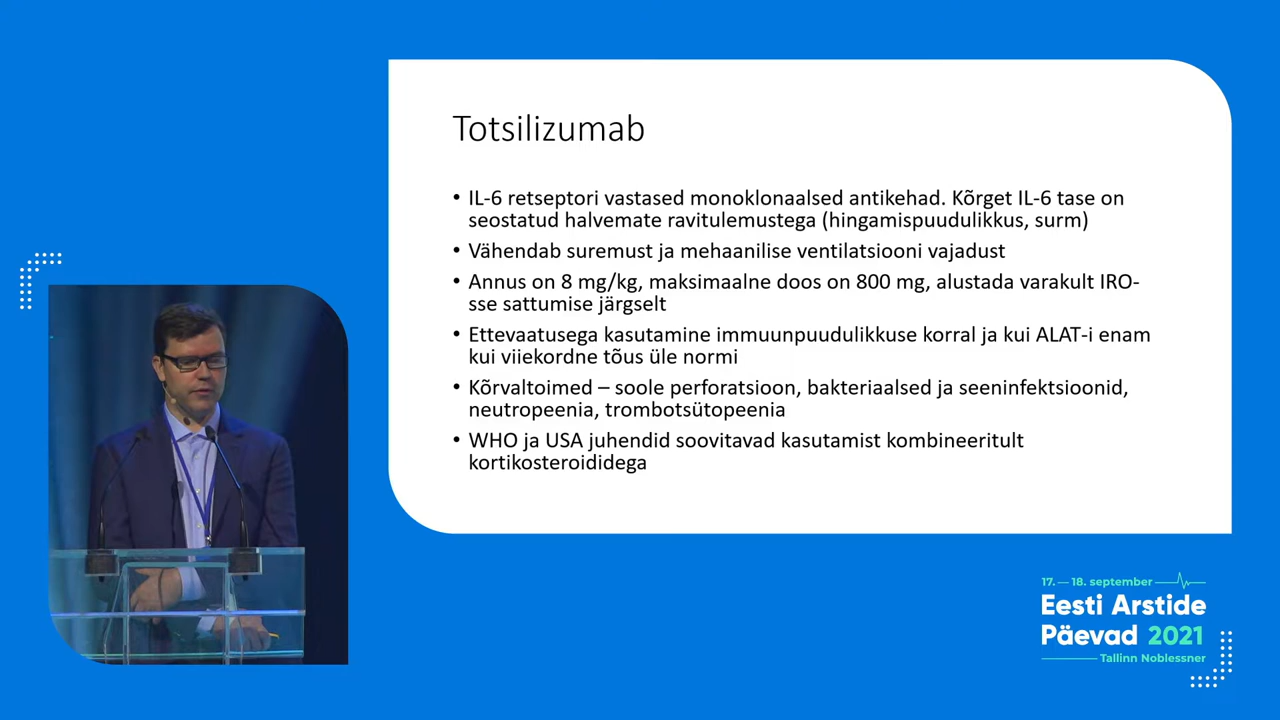 Totsilizumab
• IL-6 retseptori vastased monoklonaalsed antikehad. Kõrget IL-6 tase on
seostatud halvemate ravitulemustega (hingamispuudulikkus, surm)
• Vähendab suremust ja mehaanilise ventilatsiooni vajadust
• Annus on 8 mg/kg, maksimaalne doos on 800 mg, alustada varakult IRO-
sse sattumise järgselt
• Ettevaatusega kasutamine immuunpuudulikkuse korral ja kui ALAT-i enam
kui viiekordne tõus üle normi
• Kõrvaltoimed – soole perforatsioon, bakteriaalsed ja seeninfektsioonid,
neutropeenia, trombotsütopeenia
• WHO ja USA juhendid soovitavad kasutamist kombineeritult
kortikosteroididega
17. — 18. september
Eesti Arstide
Päevad 2021
Tallinn Noblessner